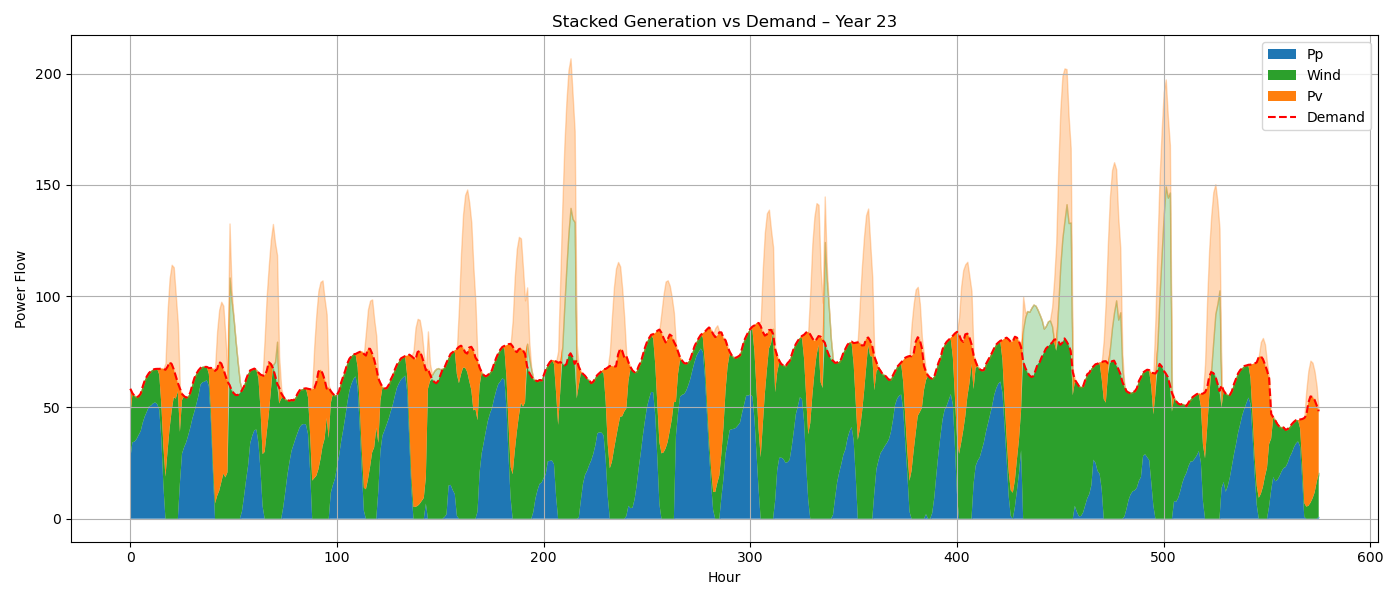 Stacked Generation vs Demand – Year 23
Pp
Wind
Pv
Demand
Power Flow
200
150
100
50
0
0 100 200 300 400 500 600
Hour